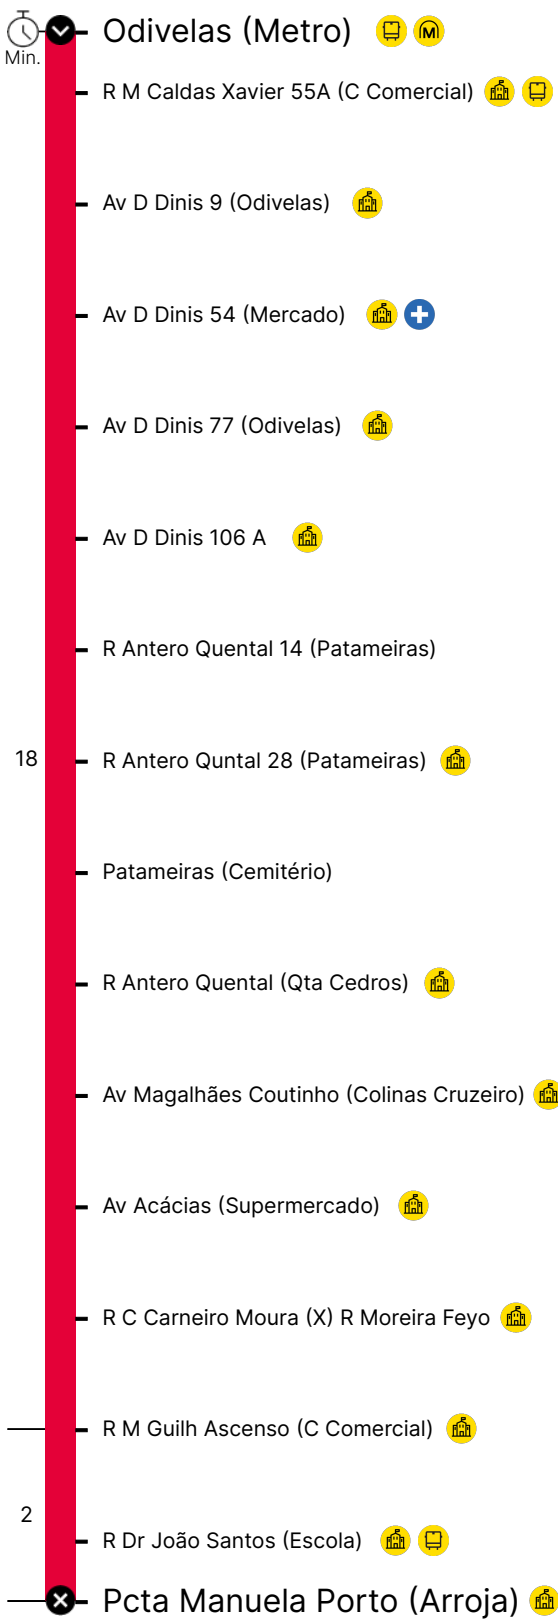 Odivelas (Metro)
Min.
R M Caldas Xavier 55A (C Comercial)
Av D Dinis 9 (Odivelas)
Av D Dinis 54 (Mercado)
Av D Dinis 77 (Odivelas)
Av D Dinis 106 A
R Antero Quental 14 (Patameiras)
18
R Antero Quntal 28 (Patameiras)
Patameiras (Cemitério)
R Antero Quental (Qta Cedros)
Av Magalhães Coutinho (Colinas Cruzeiro)
Av Acácias (Supermercado)
R C Carneiro Moura (X) R Moreira Feyo
R M Guilh Ascenso (C Comercial)
2
R Dr João Santos (Escola)
Pcta Manuela Porto (Arroja)